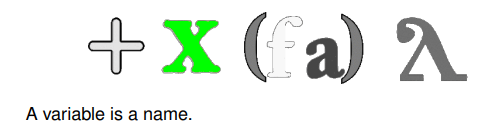 + x (f a) λ
A variable is a name.